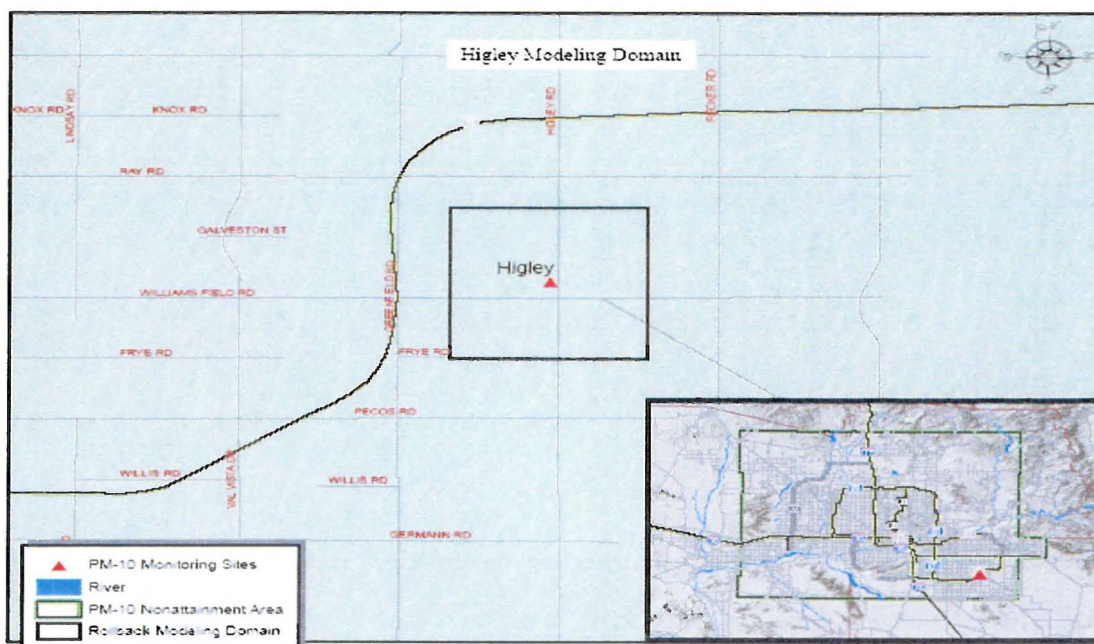 Higley Modeling Domain
KNOX RD
KNOX RD
LINDSAY RD
HIGLEY RD
RECKER RD
RAY RD
GALVESTON ST
Higley
WILLIAMS FIELD RD
GREENFIELD RD
FRYE RD
FRYE RD
PECOS RD
WILLIS RD
VAL VISTA DR
WILLIS RD
GERMANN RD
PM-10 Monitoring Sites
River
PM-10 Nonattainment Area
Rollback Modeling Domain